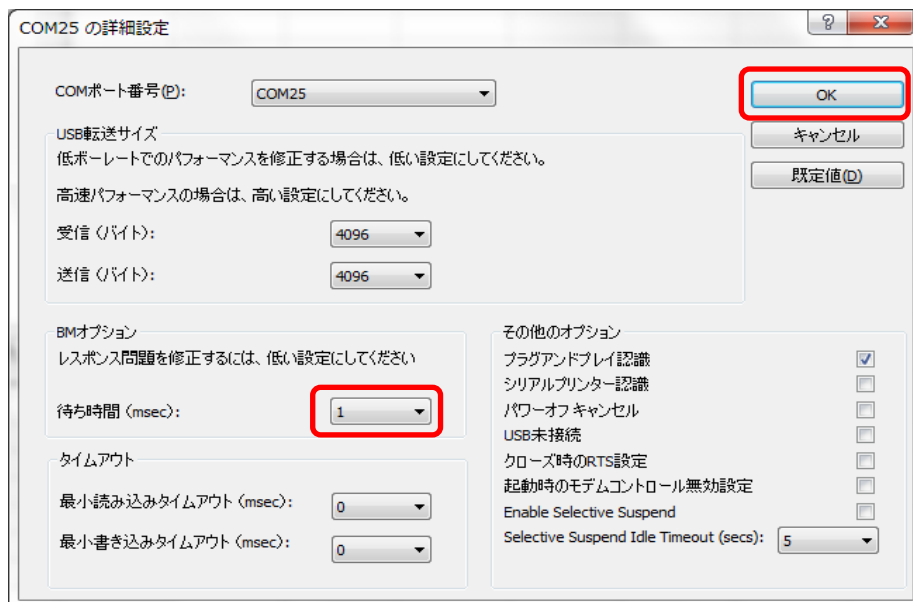 COM25 の詳細設定
COMポート番号(P):
COM25
OK
キャンセル
既定値(D)
USB転送サイズ
低ボーレートでのパフォーマンスを修正する場合は、低い設定にしてください。
高速パフォーマンスの場合は、高い設定にしてください。
受信 (バイト):
4096
送信 (バイト):
4096
BMオプション
レスポンス問題を修正するには、低い設定にしてください
待ち時間 (msec):
1
タイムアウト
最小読み込みタイムアウト (msec):
0
最小書き込みタイムアウト (msec):
0
その他のオプション
プラグアンドプレイ認識
シリアルプリンター認識
パワーオフ キャンセル
USB未接続
クローズ時のRTS設定
起動時のモデムコントロール無効設定
Enable Selective Suspend
Selective Suspend Idle Timeout (secs):
5